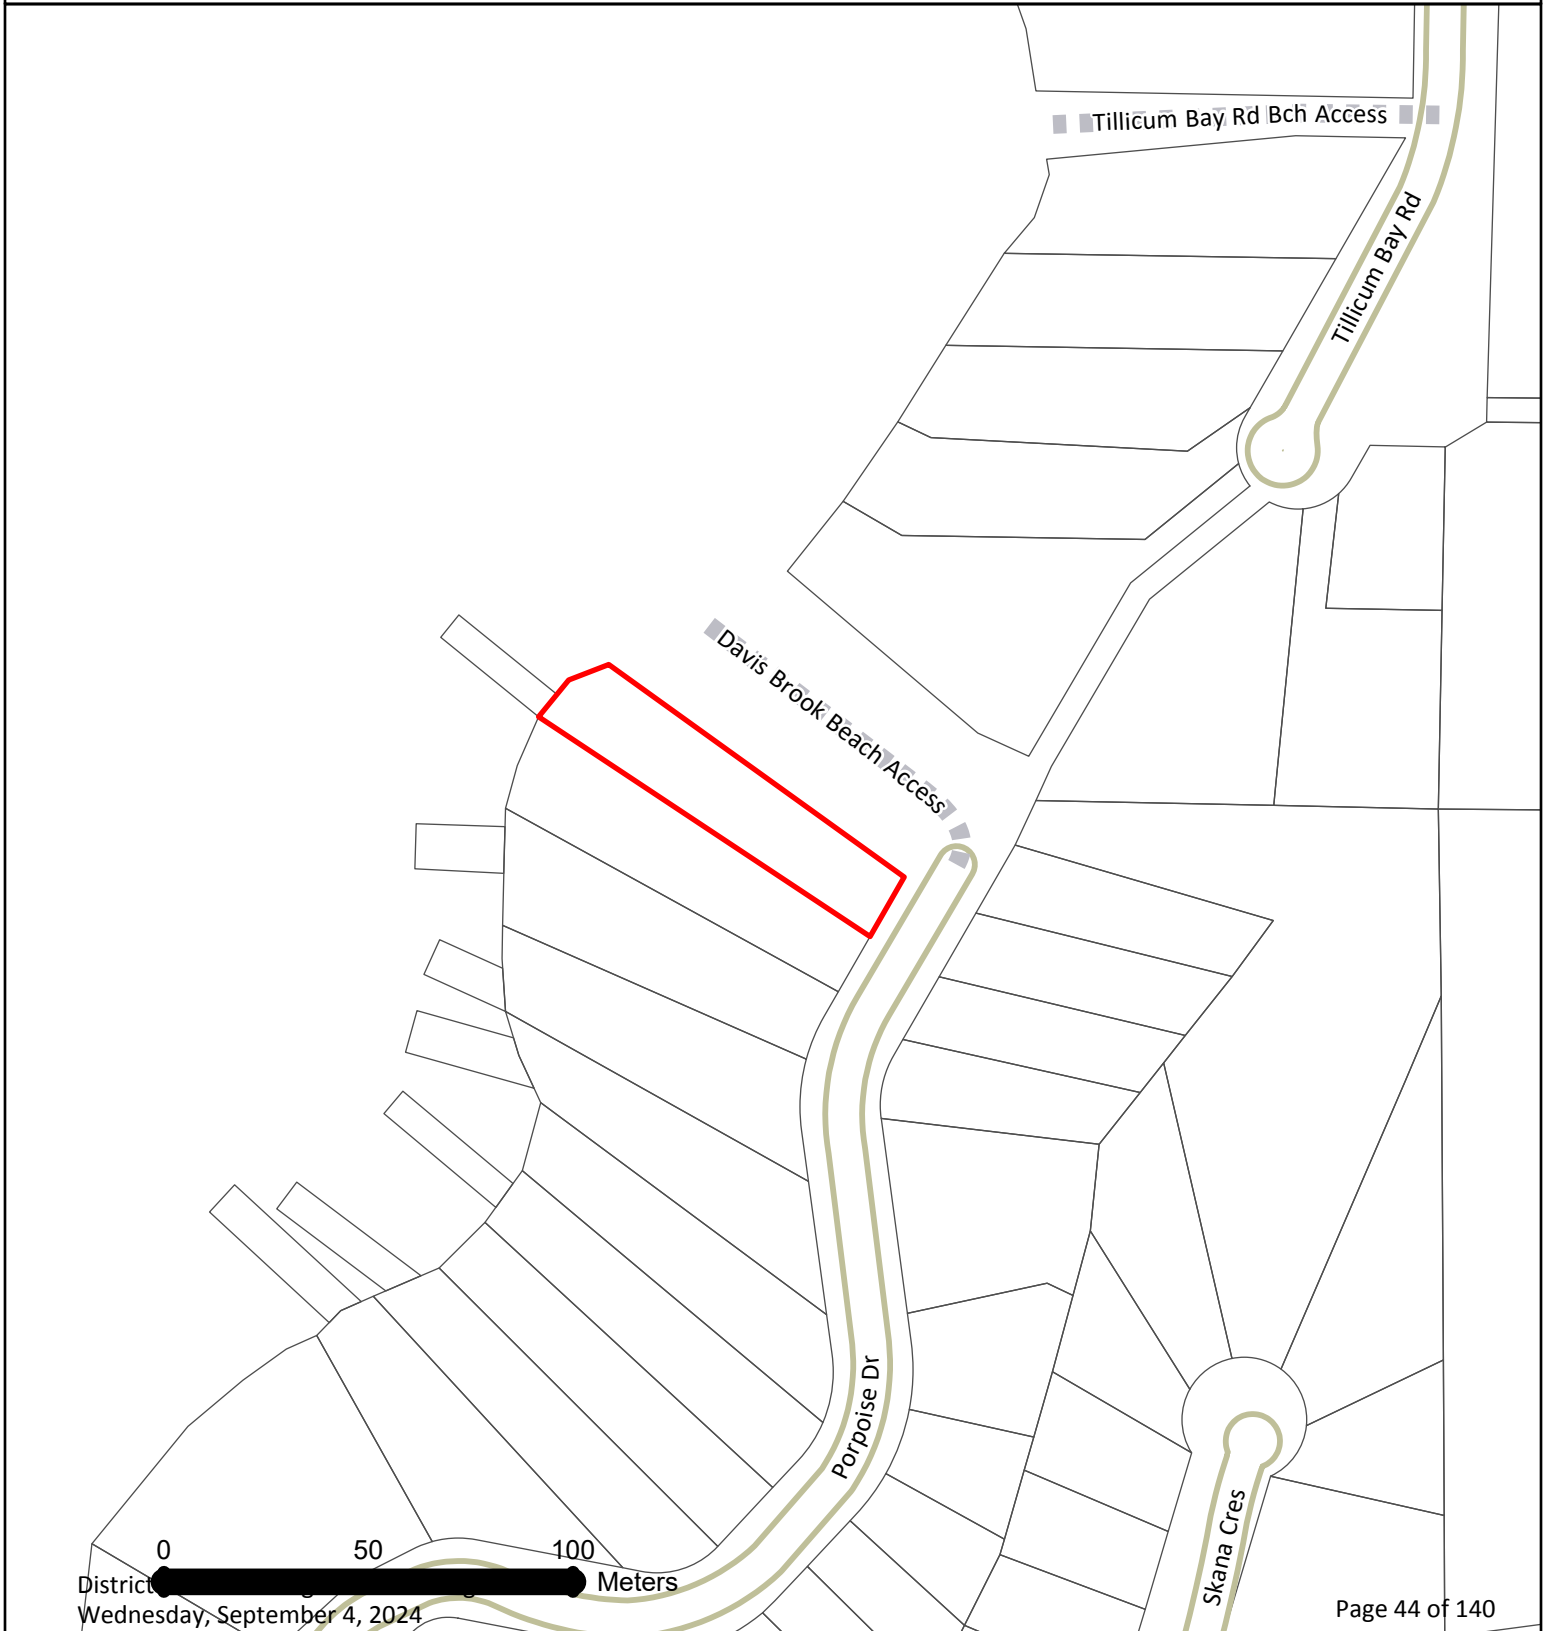 Tillicum Bay Rd Bch Access
Tillicum Bay Rd
Davis Brook Beach Access
Porpoise Dr
Skana Cres
0 50 100
Meters
District
Wednesday, September 4, 2024
Page 44 of 140